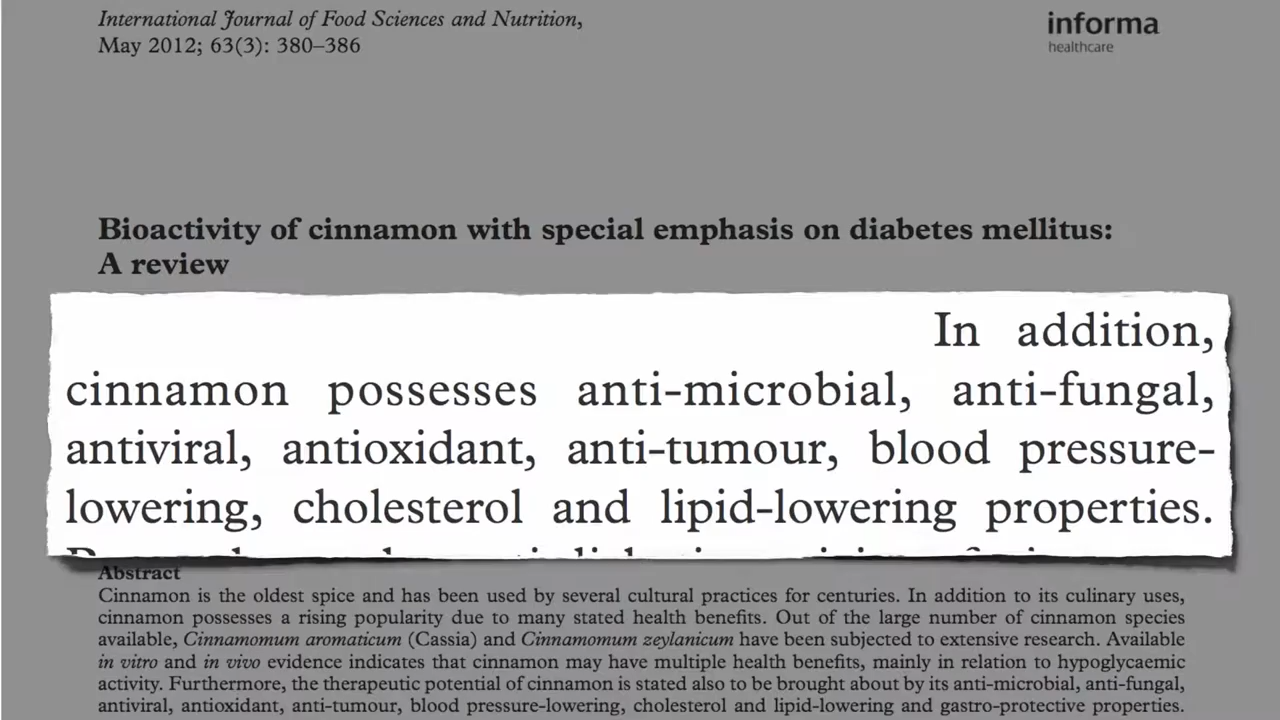 International Journal of Food Sciences and Nutrition,
May 2012; 63(3): 380–386
informa
healthcare
Bioactivity of cinnamon with special emphasis on diabetes mellitus:
A review
In addition,
cinnamon possesses anti-microbial, anti-fungal,
antiviral, antioxidant, anti-tumour, blood pressure-
lowering, cholesterol and lipid-lowering properties.
Abstract
Cinnamon is the oldest spice and has been used by several cultural practices for centuries. In addition to its culinary uses,
cinnamon possesses a rising popularity due to many stated health benefits. Out of the large number of cinnamon species
available, Cinnamomum aromaticum (Cassia) and Cinnamomum zeylanicum have been subjected to extensive research. Available
in vitro and in vivo evidence indicates that cinnamon may have multiple health benefits, mainly in relation to hypoglycaemic
activity. Furthermore, the therapeutic potential of cinnamon is stated also to be brought about by its anti-microbial, anti-fungal,
antiviral, antioxidant, anti-tumour, blood pressure-lowering, cholesterol and lipid-lowering and gastro-protective properties.